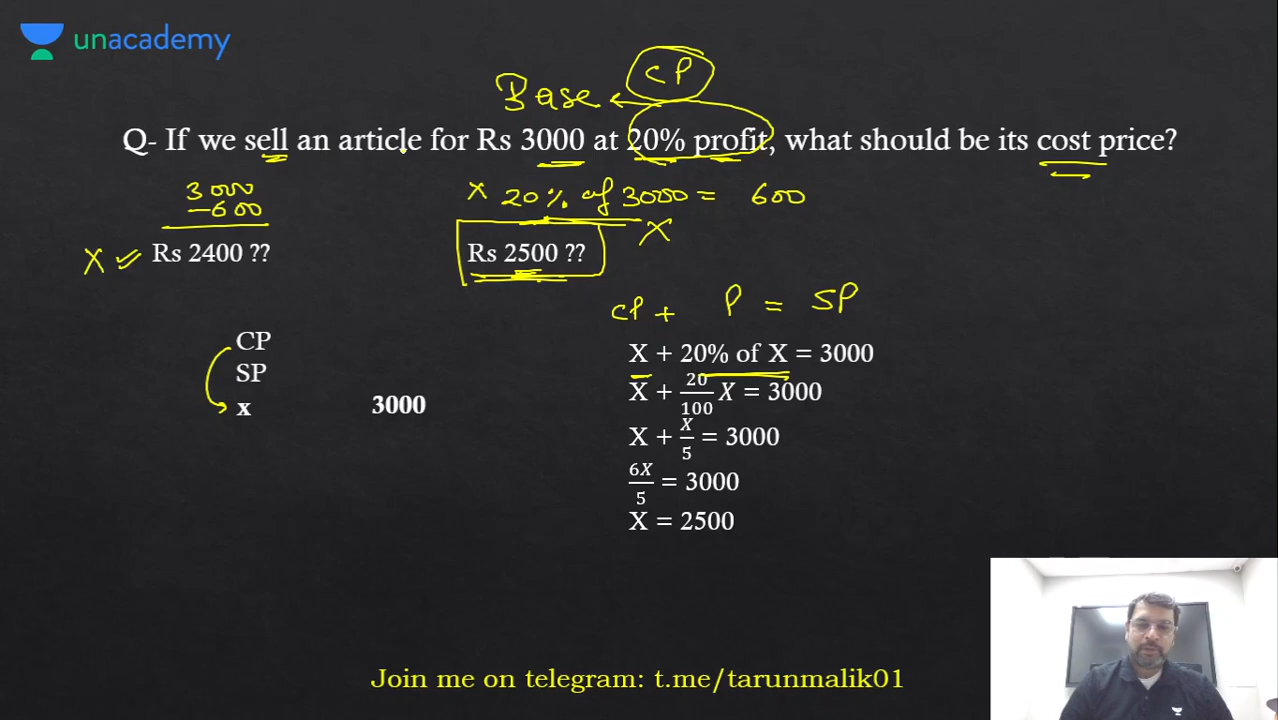 unacademy
Base CP
Q- If we sell an article for Rs 3000 at 20% profit, what should be its cost price?
3000
-600
x 20% of 3000 = 600
X ✓ Rs 2400 ??
Rs 2500 ?? X
CP + P = SP
CP
SP
x 3000
X + 20% of X = 3000
X + 20/100 X = 3000
X + X/5 = 3000
6X/5 = 3000
X = 2500
Join me on telegram: t.me/tarunmalik01